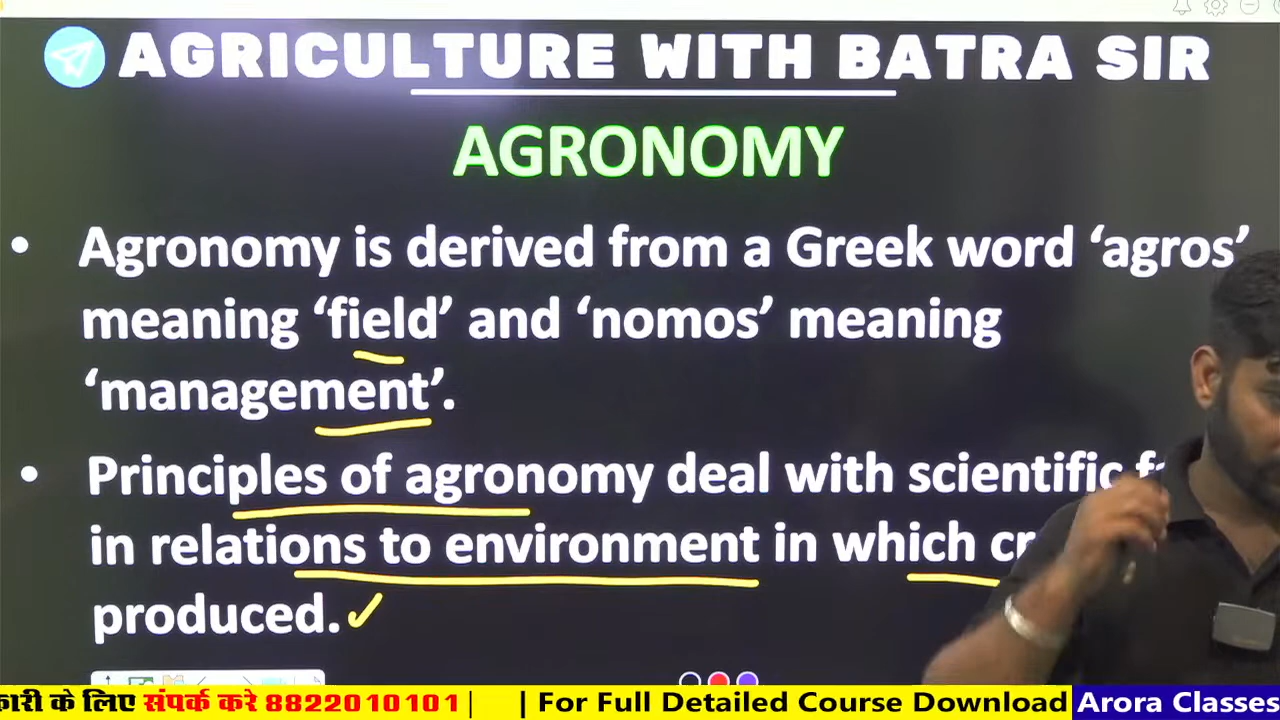 AGRICULTURE WITH BATRA SIR
AGRONOMY
• Agronomy is derived from a Greek word ‘agros’
meaning ‘field’ and ‘nomos’ meaning
‘management’.
• Principles of agronomy deal with scientific
in relations to environment in which
produced.
कारी के लिए संपर्क करे 8822010101 | | For Full Detailed Course Download Arora Classes